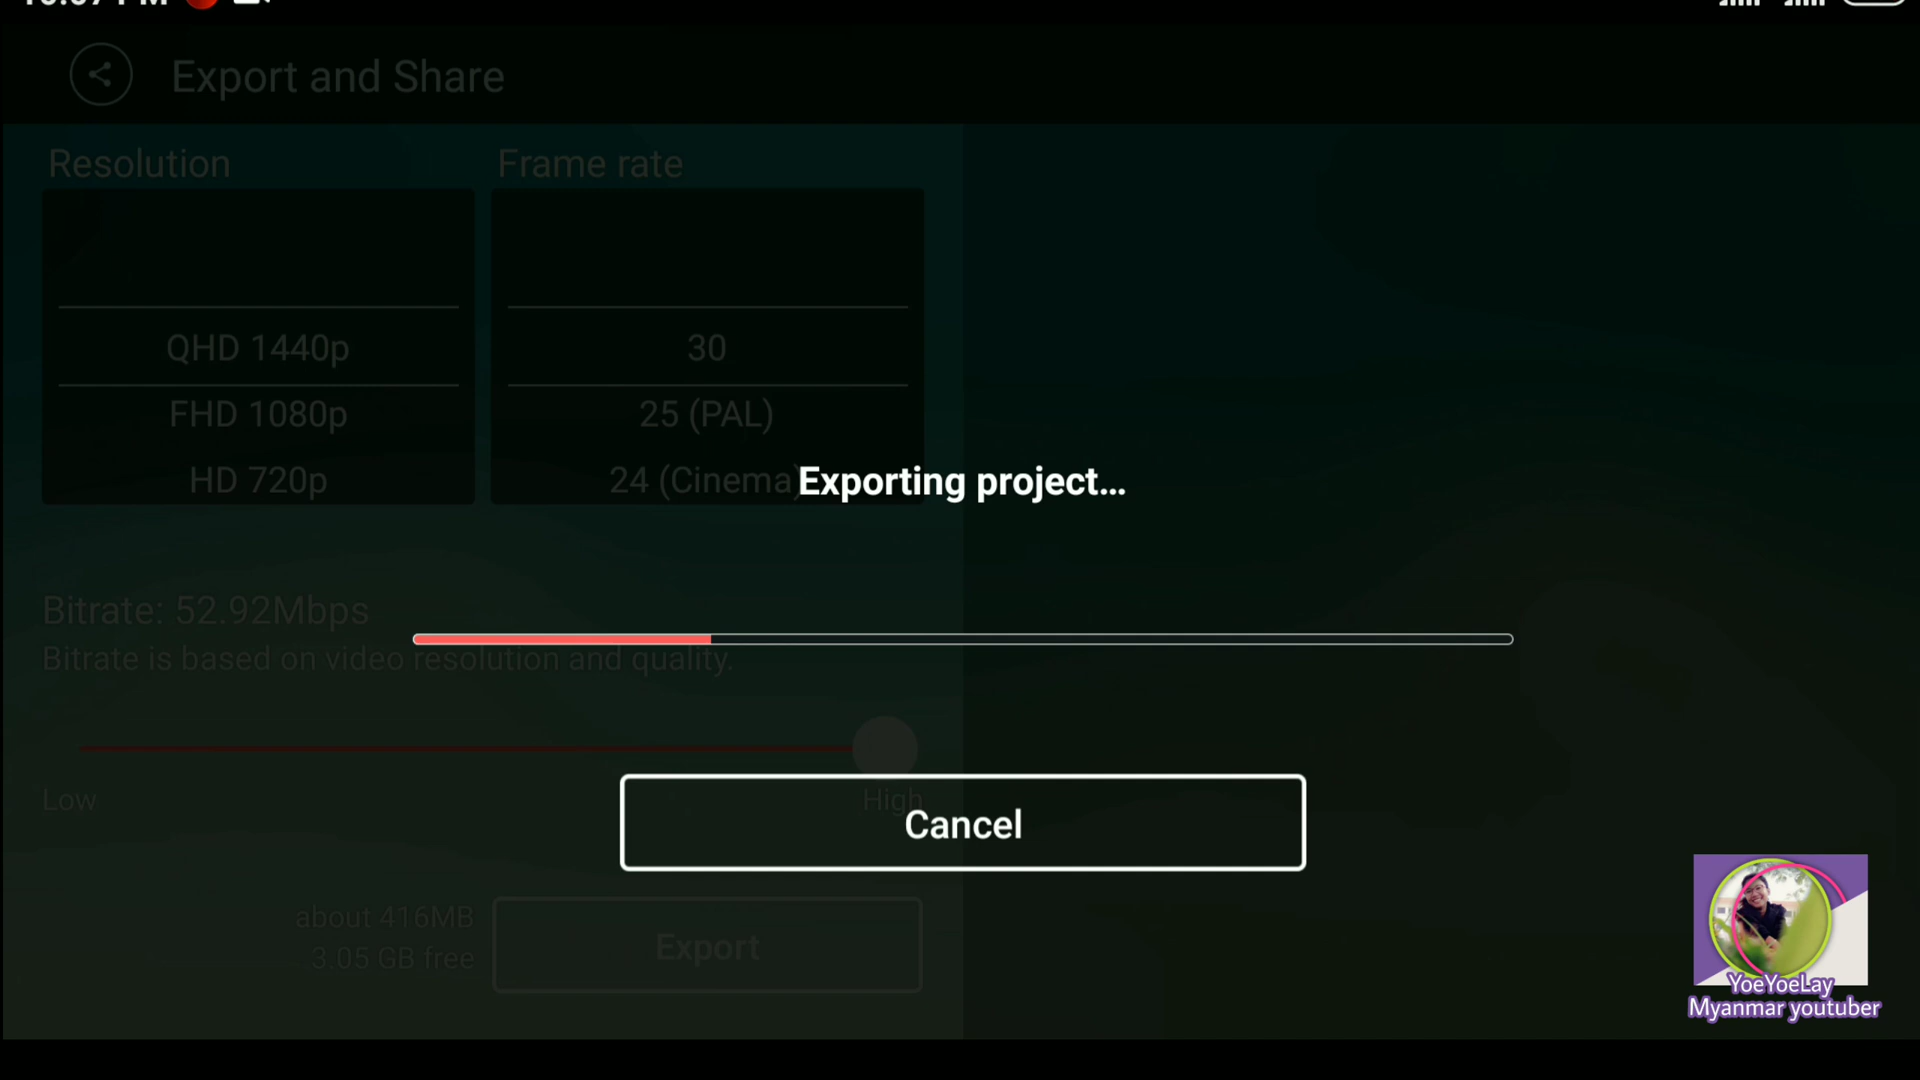 Export and Share
Resolution
Frame rate
QHD 1440p
30
FHD 1080p
25 (PAL)
HD 720p
24 (Cinema)
Exporting project...
Bitrate: 52.92Mbps
Bitrate is based on video resolution and quality.
Low
High
Cancel
about 416MB
3.05 GB free
Export
YoeYoeLay
Myanmar youtuber